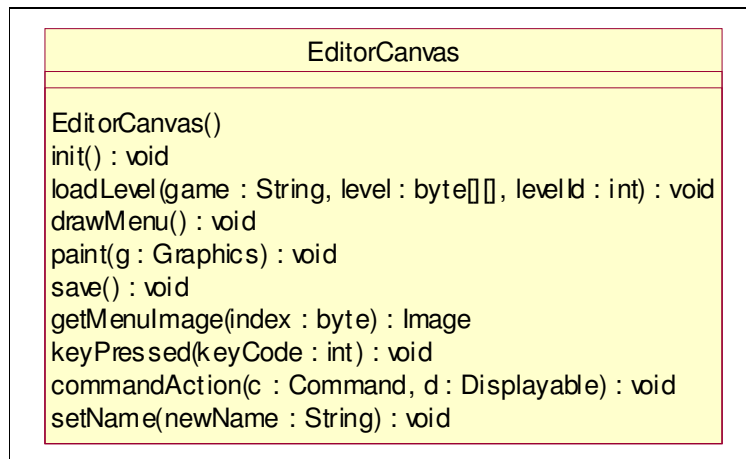 EditorCanvas
EditorCanvas()
init() : void
loadLevel(game : String, level : byte[][], levelId : int) : void
drawMenu() : void
paint(g : Graphics) : void
save() : void
getMenuImage(index : byte) : Image
keyPressed(keyCode : int) : void
commandAction(c : Command, d : Displayable) : void
setName(newName : String) : void